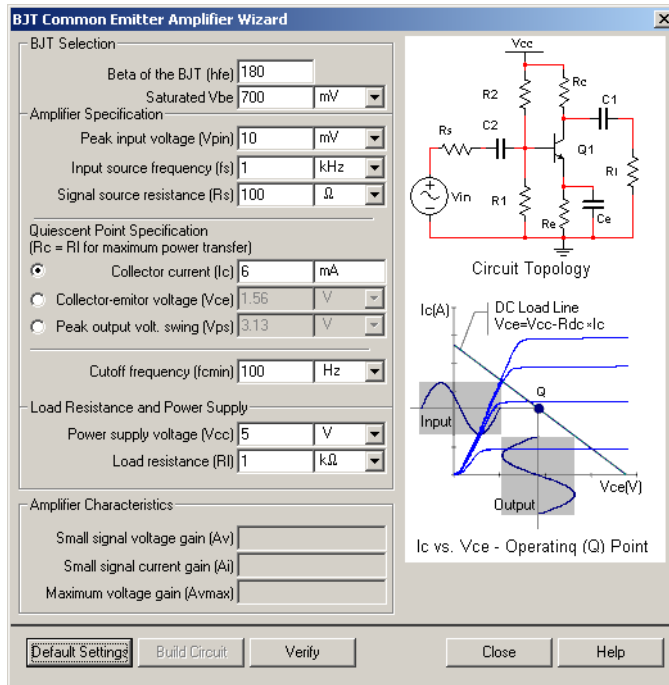 BJT Common Emitter Amplifier Wizard
BJT Selection
Beta of the BJT (hfe) 180
Saturated Vbe 700 mV
Amplifier Specification
Peak input voltage (Vpin) 10 mV
Input source frequency (fs) 1 kHz
Signal source resistance (Rs) 100 Ω
Quiescent Point Specification
(Rc = Rl for maximum power transfer)
Collector current (Ic) 6 mA
Collector-emitor voltage (Vce) 1.56 V
Peak output volt. swing (Vps) 3.13 V
Cutoff frequency (fcmin) 100 Hz
Load Resistance and Power Supply
Power supply voltage (Vcc) 5 V
Load resistance (Rl) 1 kΩ
Amplifier Characteristics
Small signal voltage gain (Av)
Small signal current gain (Ai)
Maximum voltage gain (Avmax)
Vcc
R2
Rc
C1
Rs
C2
Q1
Rl
Vin
R1
Re
Ce
Circuit Topology
Ic(A)
DC Load Line
Vce=Vcc-Rdc×Ic
Q
Input
Output
Vce(V)
Ic vs. Vce - Operating (Q) Point
Default Settings
Build Circuit
Verify
Close
Help